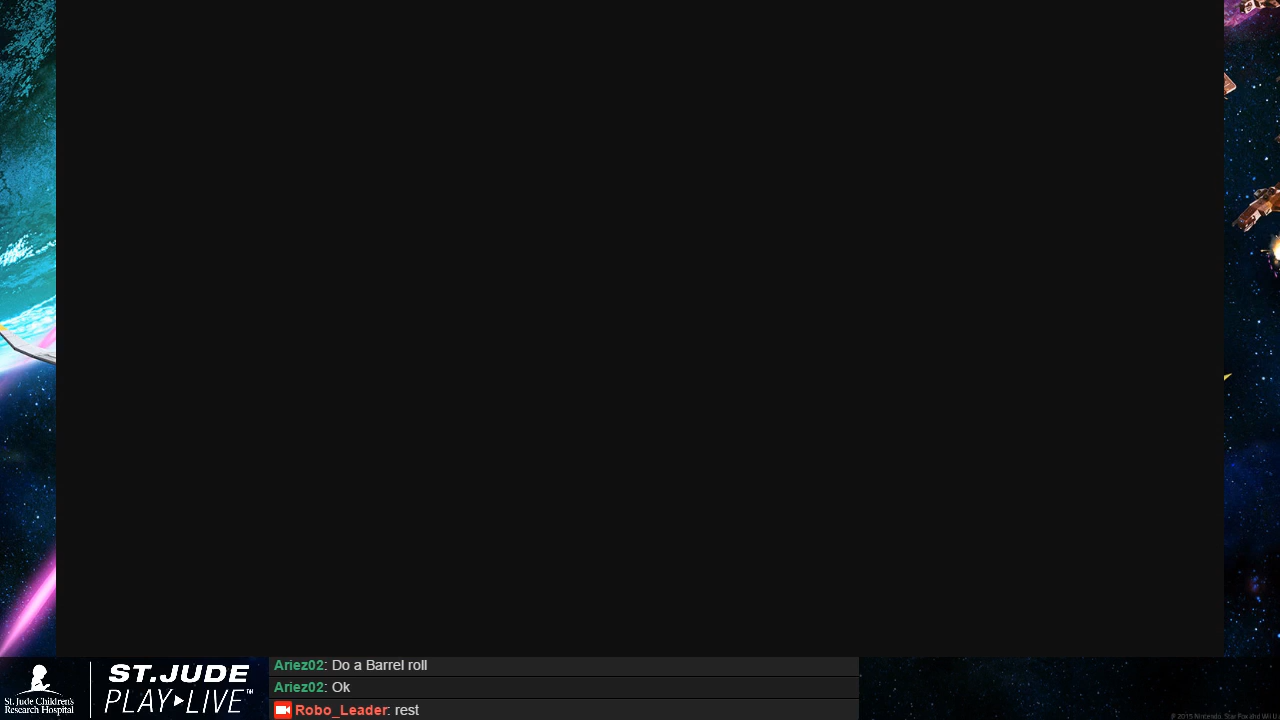 Ariez02: Do a Barrel roll
ST.JUDE
PLAY LIVE™
Ariez02: Ok
St. Jude Children's
Research Hospital
Robo_Leader: rest